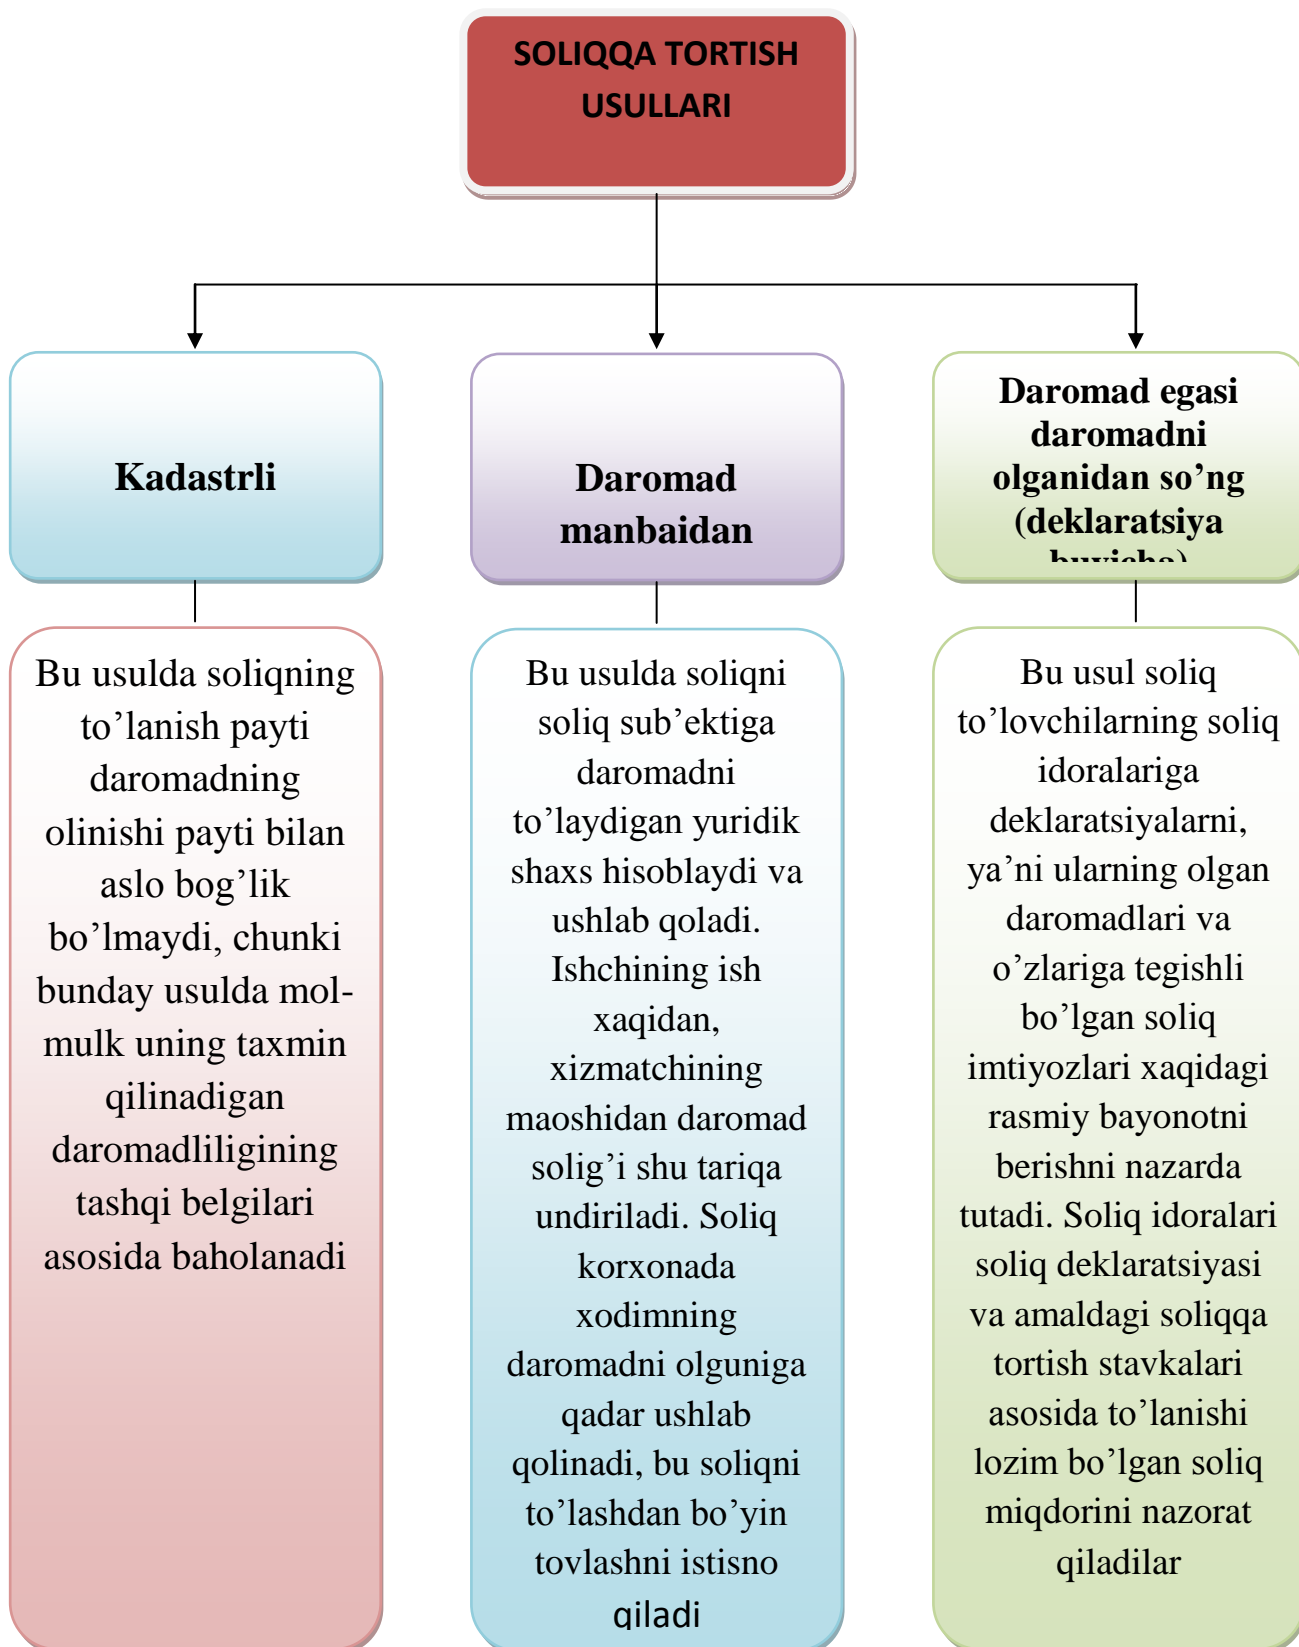 SOLIQQA TORTISH
USULLARI
Kadastrli
Daromad
manbaidan
Daromad egasi
daromadni
olganidan so’ng
(deklaratsiya
buyicha)
Bu usulda soliqning
to’lanish payti
daromadning
olinishi payti bilan
aslo bog’lik
bo’lmaydi, chunki
bunday usulda mol-
mulk uning taxmin
qilinadigan
daromadliligining
tashqi belgilari
asosida baholanadi
Bu usulda soliqni
soliq sub’ektiga
daromadni
to’laydigan yuridik
shaxs hisoblaydi va
ushlab qoladi.
Ishchining ish
xaqidan,
xizmatchining
maoshidan daromad
solig’i shu tariqa
undiriladi. Soliq
korxonada
xodimning
daromadni olguniga
qadar ushlab
qolinadi, bu soliqni
to’lashdan bo’yin
tovlashni istisno
qiladi
Bu usul soliq
to’lovchilarning soliq
idoralariga
deklaratsiyalarni,
ya’ni ularning olgan
daromadlari va
o’zlariga tegishli
bo’lgan soliq
imtiyozlari xaqidagi
rasmiy bayonotni
berishni nazarda
tutadi. Soliq idoralari
soliq deklaratsiyasi
va amaldagi soliqqa
tortish stavkalari
asosida to’lanishi
lozim bo’lgan soliq
miqdorini nazorat
qiladilar